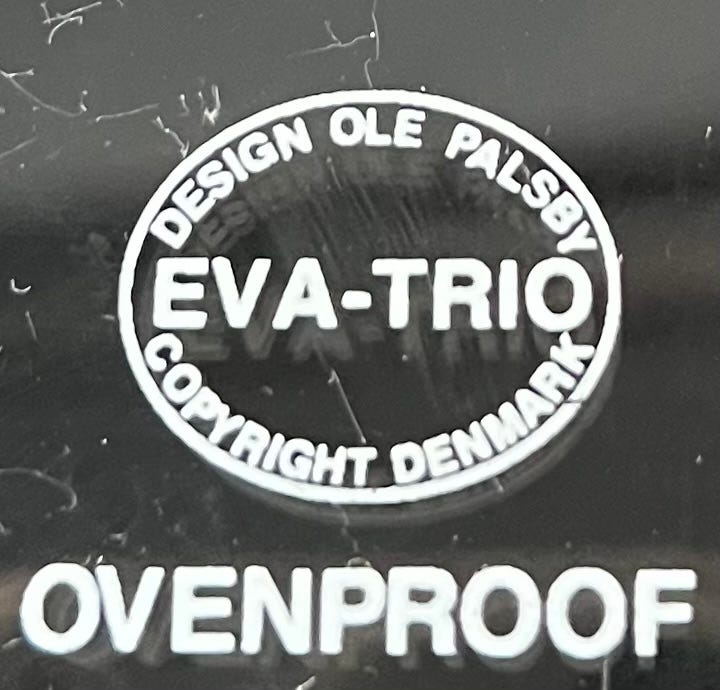 DESIGN OLE PALSBY
EVA-TRIO
COPYRIGHT DENMARK
OVENPROOF